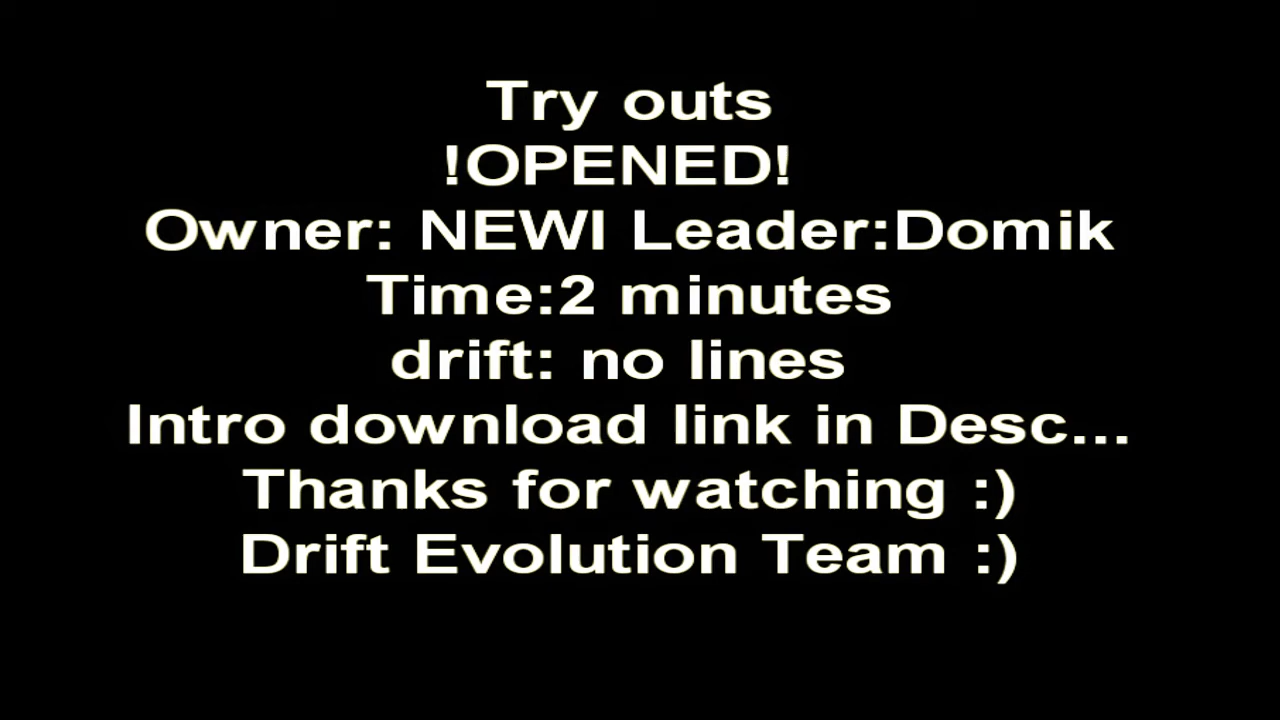 Try outs
!OPENED!
Owner: NEWI Leader:Domik
Time:2 minutes
drift: no lines
Intro download link in Desc...
Thanks for watching :)
Drift Evolution Team :)